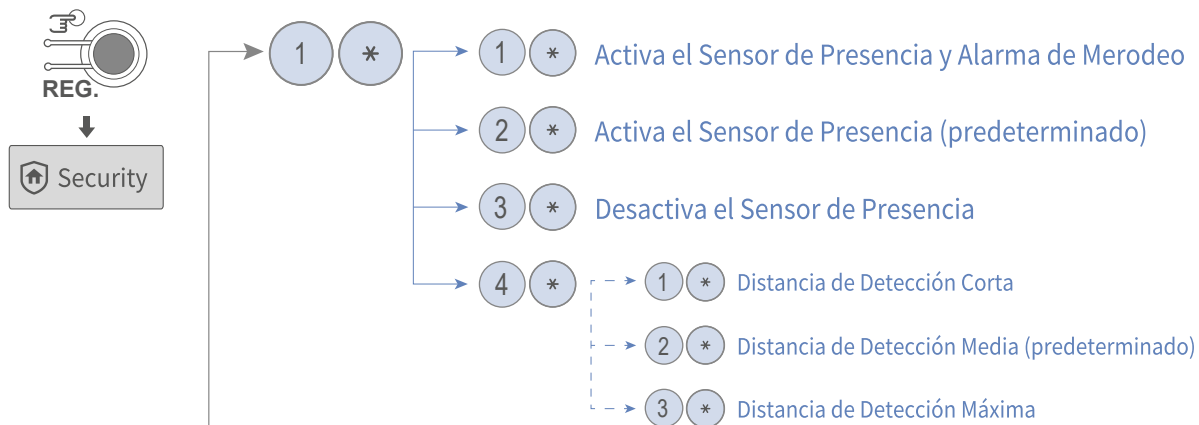 1 * 1 * Activa el Sensor de Presencia y Alarma de Merodeo
REG.
2 * Activa el Sensor de Presencia (predeterminado)
Security
3 * Desactiva el Sensor de Presencia
4 * 1 * Distancia de Detección Corta
2 * Distancia de Detección Media (predeterminado)
3 * Distancia de Detección Máxima